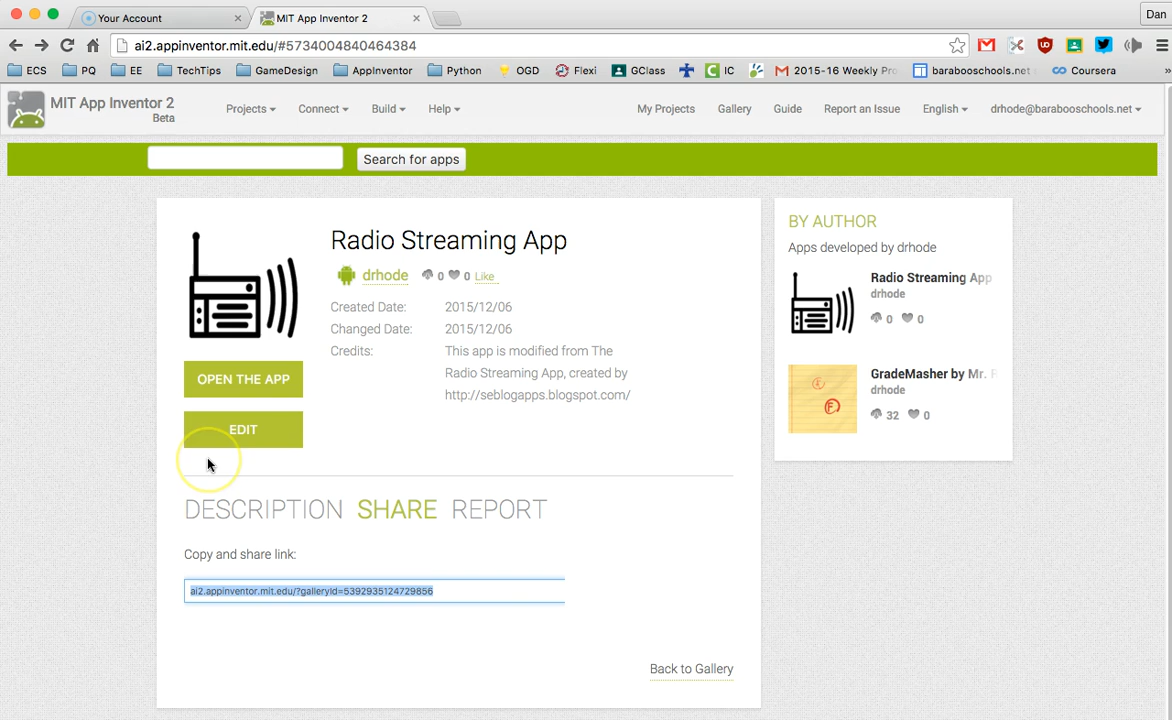 Your Account
MIT App Inventor 2
Dan
ai2.appinventor.mit.edu/#5734004840464384
ECS PQ EE TechTips GameDesign AppInventor Python OGD Flexi GClass IC 2015-16 Weekly Pro barabooschools.net Coursera »
MIT App Inventor 2
Beta
Projects Connect Build Help My Projects Gallery Guide Report an Issue English drhode@barabooschools.net
Search for apps
Radio Streaming App
drhode 0 0 Like
Created Date: 2015/12/06
Changed Date: 2015/12/06
Credits: This app is modified from The
Radio Streaming App, created by
http://seblogapps.blogspot.com/
OPEN THE APP
EDIT
DESCRIPTION SHARE REPORT
Copy and share link:
ai2.appinventor.mit.edu/?galleryId=5392935124729856
Back to Gallery
BY AUTHOR
Apps developed by drhode
Radio Streaming App
drhode
0 0
GradeMasher by Mr.
drhode
32 0